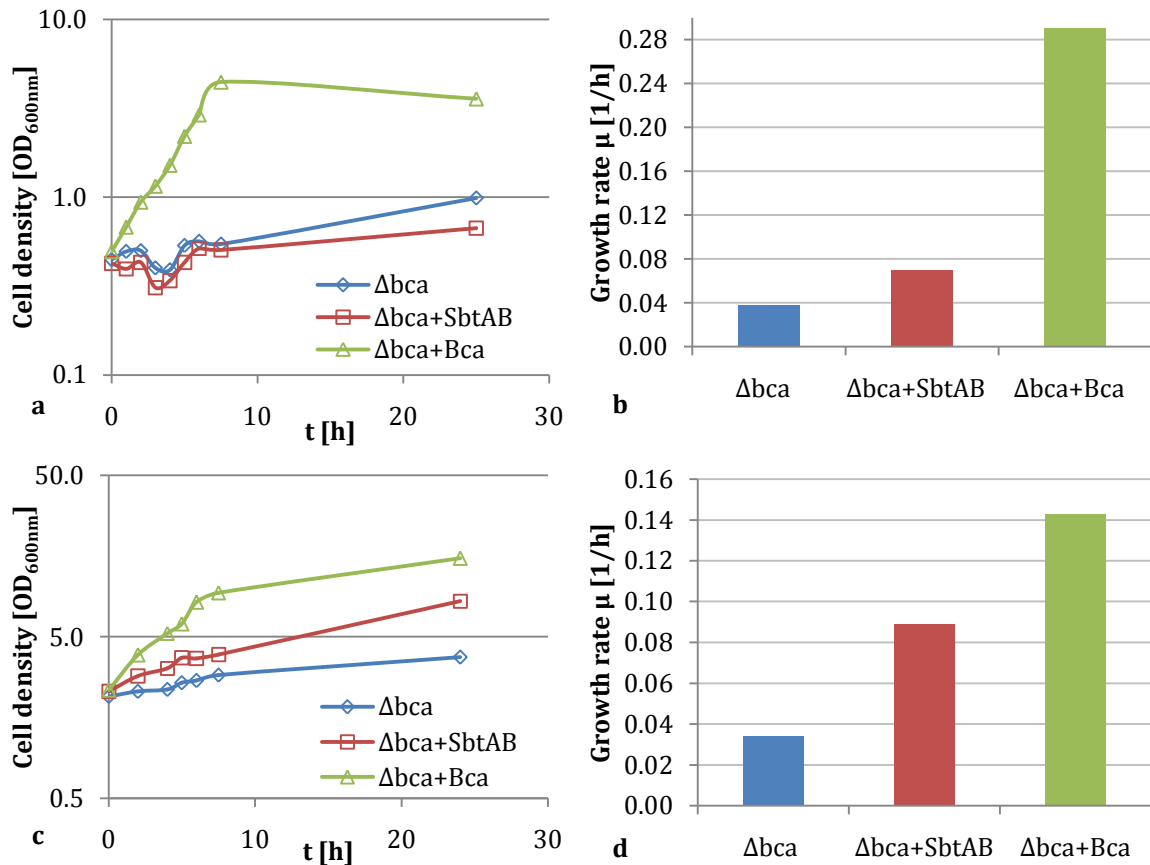 10.0
1.0
0.1
Cell density [OD600nm]
Δbca
Δbca+SbtAB
Δbca+Bca
0 10 20 30
t [h]
a
0.28
0.24
0.20
0.16
0.12
0.08
0.04
0.00
Growth rate µ [1/h]
Δbca Δbca+SbtAB Δbca+Bca
b
50.0
5.0
0.5
Cell density [OD600nm]
Δbca
Δbca+SbtAB
Δbca+Bca
0 10 20 30
t [h]
c
0.16
0.14
0.12
0.10
0.08
0.06
0.04
0.02
0.00
Growth rate µ [1/h]
Δbca Δbca+SbtAB Δbca+Bca
d